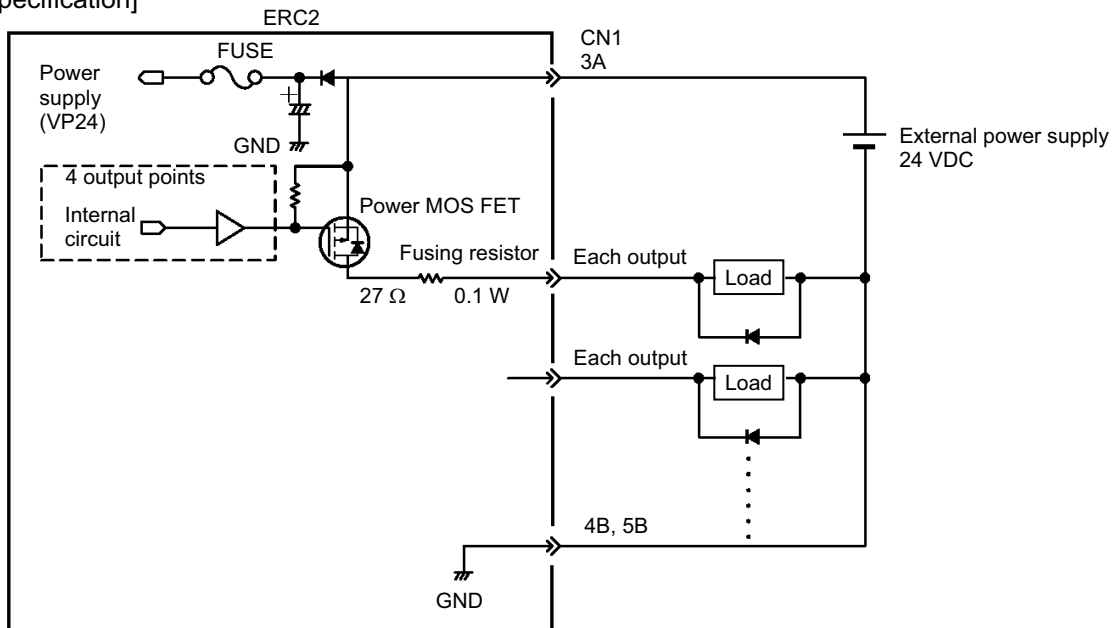 pecification]
ERC2
CN1
3A
FUSE
Power
supply
(VP24)
+
GND
External power supply
24 VDC
4 output points
Internal
circuit
Power MOS FET
Fusing resistor
27 Ω
0.1 W
Each output
Load
Each output
Load
4B, 5B
GND